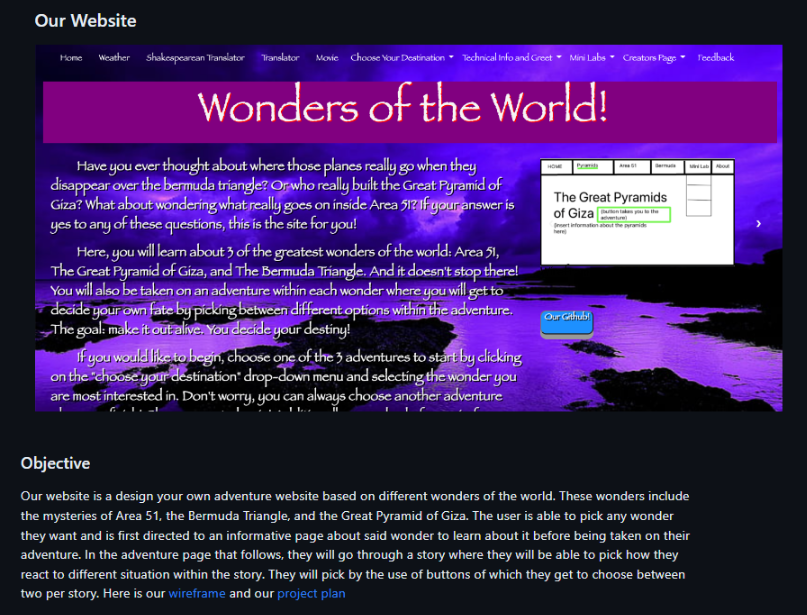 Our Website
Home Weather Shakespearean Translator Translator Movie Choose Your Destination Technical Info and Greet Mini Labs Creators Page Feedback
Wonders of the World!
Have you ever thought about where those planes really go when they
disappear over the bermuda triangle? Or who really built the Great Pyramid of
Giza? What about wondering what really goes on inside Area 51? If your answer is
yes to any of these questions, this is the site for you!
Here, you will learn about 3 of the greatest wonders of the world: Area 51,
The Great Pyramid of Giza, and The Bermuda Triangle. And it doesn't stop there!
You will also be taken on an adventure within each wonder where you will get to
decide your own fate by picking between different options within the adventure.
The goal: make it out alive. You decide your destiny!
If you would like to begin, choose one of the 3 adventures to start by clicking
on the "choose your destination" drop-down menu and selecting the wonder you
are most interested in. Don't worry, you can always choose another adventure
HOME Pyramids Area 51 Bermuda Mini Lab About
The Great Pyramids
of Giza (button takes you to the
adventure)
(Insert information about the pyramids
here)
Our Github!
Objective
Our website is a design your own adventure website based on different wonders of the world. These wonders include
the mysteries of Area 51, the Bermuda Triangle, and the Great Pyramid of Giza. The user is able to pick any wonder
they want and is first directed to an informative page about said wonder to learn about it before being taken on their
adventure. In the adventure page that follows, they will go through a story where they will be able to pick how they
react to different situation within the story. They will pick by the use of buttons of which they get to choose between
two per story. Here is our wireframe and our project plan